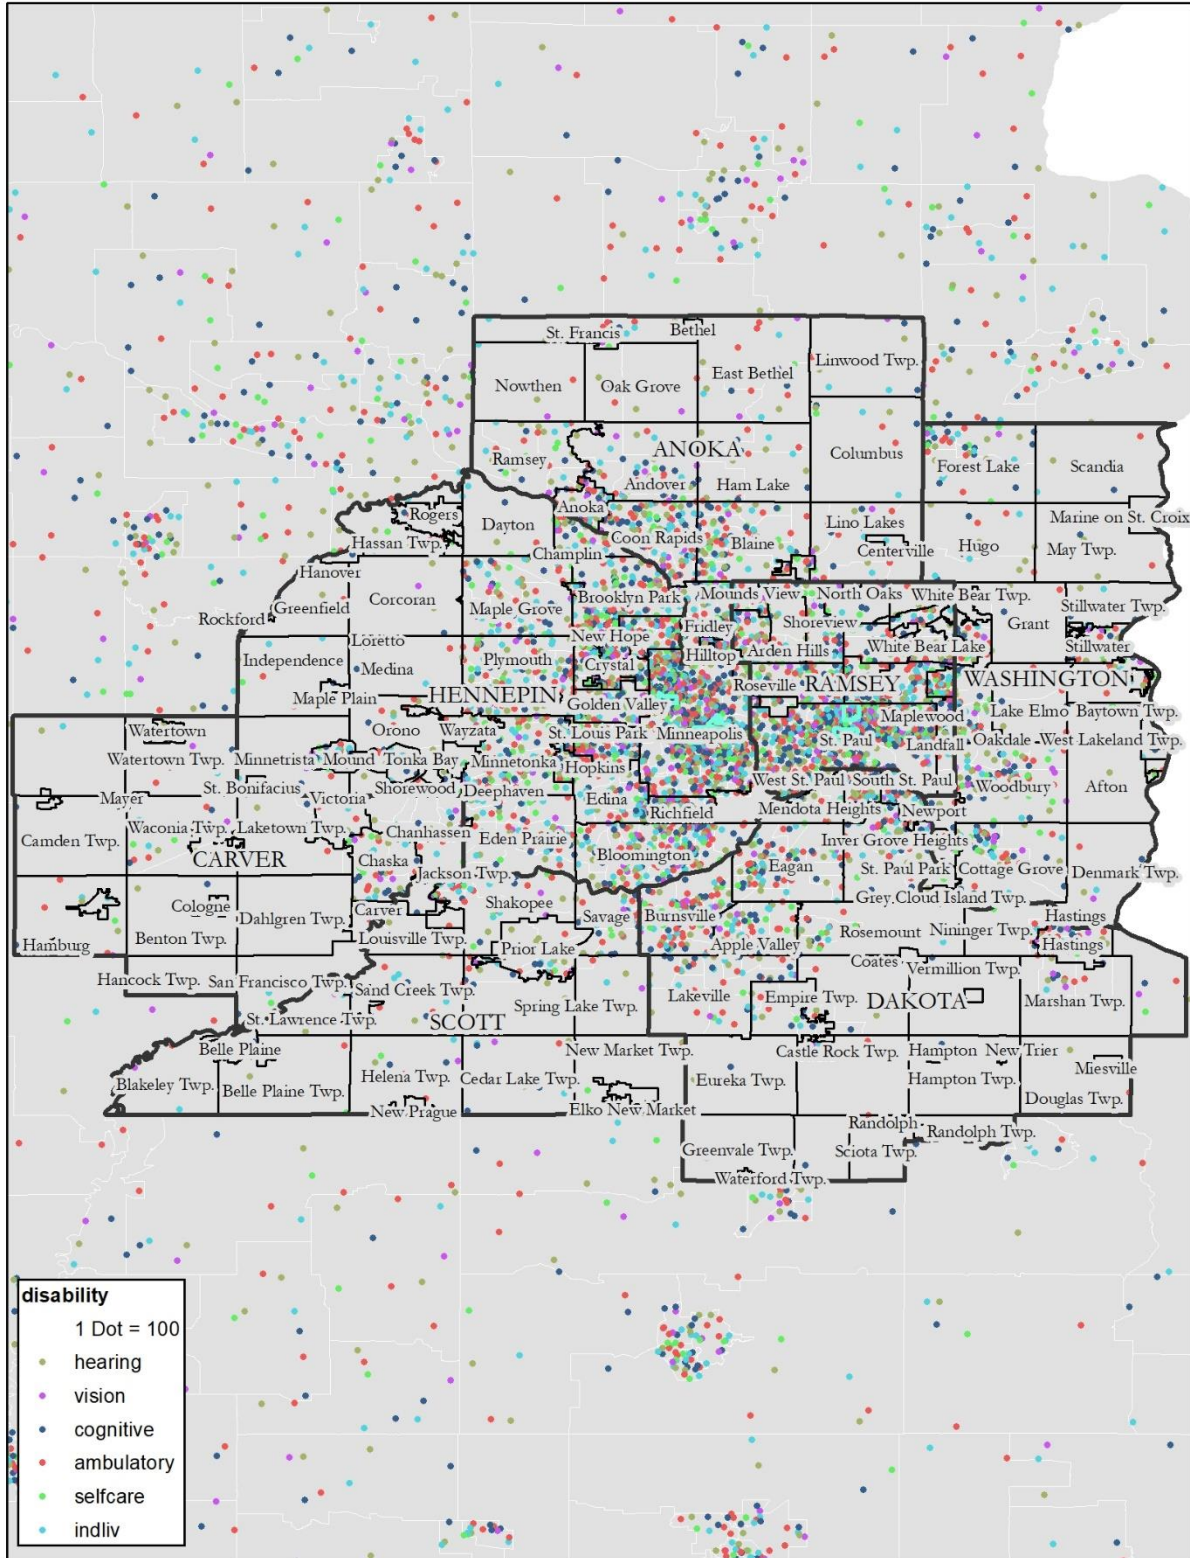 St. Francis
Bethel
Linwood Twp.
Nowthen
Oak Grove
East Bethel
ANOKA
Columbus
Ramsey
Andover
Ham Lake
Forest Lake
Scandia
Rogers
Dayton
Anoka
Hassan Twp.
Coon Rapids
Blaine
Lino Lakes
Marine on St. Croix
Champlin
Centerville
Hugo
May Twp.
Hanover
Greenfield
Corcoran
Maple Grove
Brooklyn Park
Mounds View
North Oaks
White Bear Twp.
Stillwater Twp.
Rockford
Fridley
Shoreview
Grant
Loretto
New Hope
Hilltop
Arden Hills
White Bear Lake
Stillwater
Independence
Medina
Plymouth
Crystal
Maple Plain
HENNEPIN
Roseville
RAMSEY
WASHINGTON
Golden Valley
Maplewood
Lake Elmo
Baytown Twp.
Watertown
Orono
Wayzata
St. Louis Park
Minneapolis
St. Paul
Landfall
Oakdale
West Lakeland Twp.
Watertown Twp.
Minnetrista
Mound
Tonka Bay
Minnetonka
Hopkins
St. Bonifacius
Shorewood
Deephaven
West St. Paul
South St. Paul
Woodbury
Afton
Mayer
Victoria
Edina
Richfield
Mendota Heights
Newport
Camden Twp.
Waconia Twp.
Laketown Twp.
Chanhassen
Eden Prairie
Inver Grove Heights
CARVER
Chaska
Bloomington
Eagan
St. Paul Park
Cottage Grove
Denmark Twp.
Jackson Twp.
Cologne
Dahlgren Twp.
Carver
Shakopee
Savage
Burnsville
Grey Cloud Island Twp.
Hastings
Hamburg
Benton Twp.
Louisville Twp.
Prior Lake
Apple Valley
Rosemount
Nininger Twp.
Hastings
Hancock Twp.
San Francisco Twp.
Sand Creek Twp.
Coates
Vermillion Twp.
Spring Lake Twp.
Lakeville
Empire Twp.
DAKOTA
Marshan Twp.
St. Lawrence Twp.
SCOTT
Belle Plaine
New Market Twp.
Castle Rock Twp.
Hampton
New Trier
Blakeley Twp.
Belle Plaine Twp.
Helena Twp.
Cedar Lake Twp.
Eureka Twp.
Hampton Twp.
Miesville
New Prague
Elko New Market
Douglas Twp.
Randolph
Randolph Twp.
Greenvale Twp.
Sciota Twp.
Waterford Twp.
disability
1 Dot = 100
hearing
vision
cognitive
ambulatory
selfcare
indliv